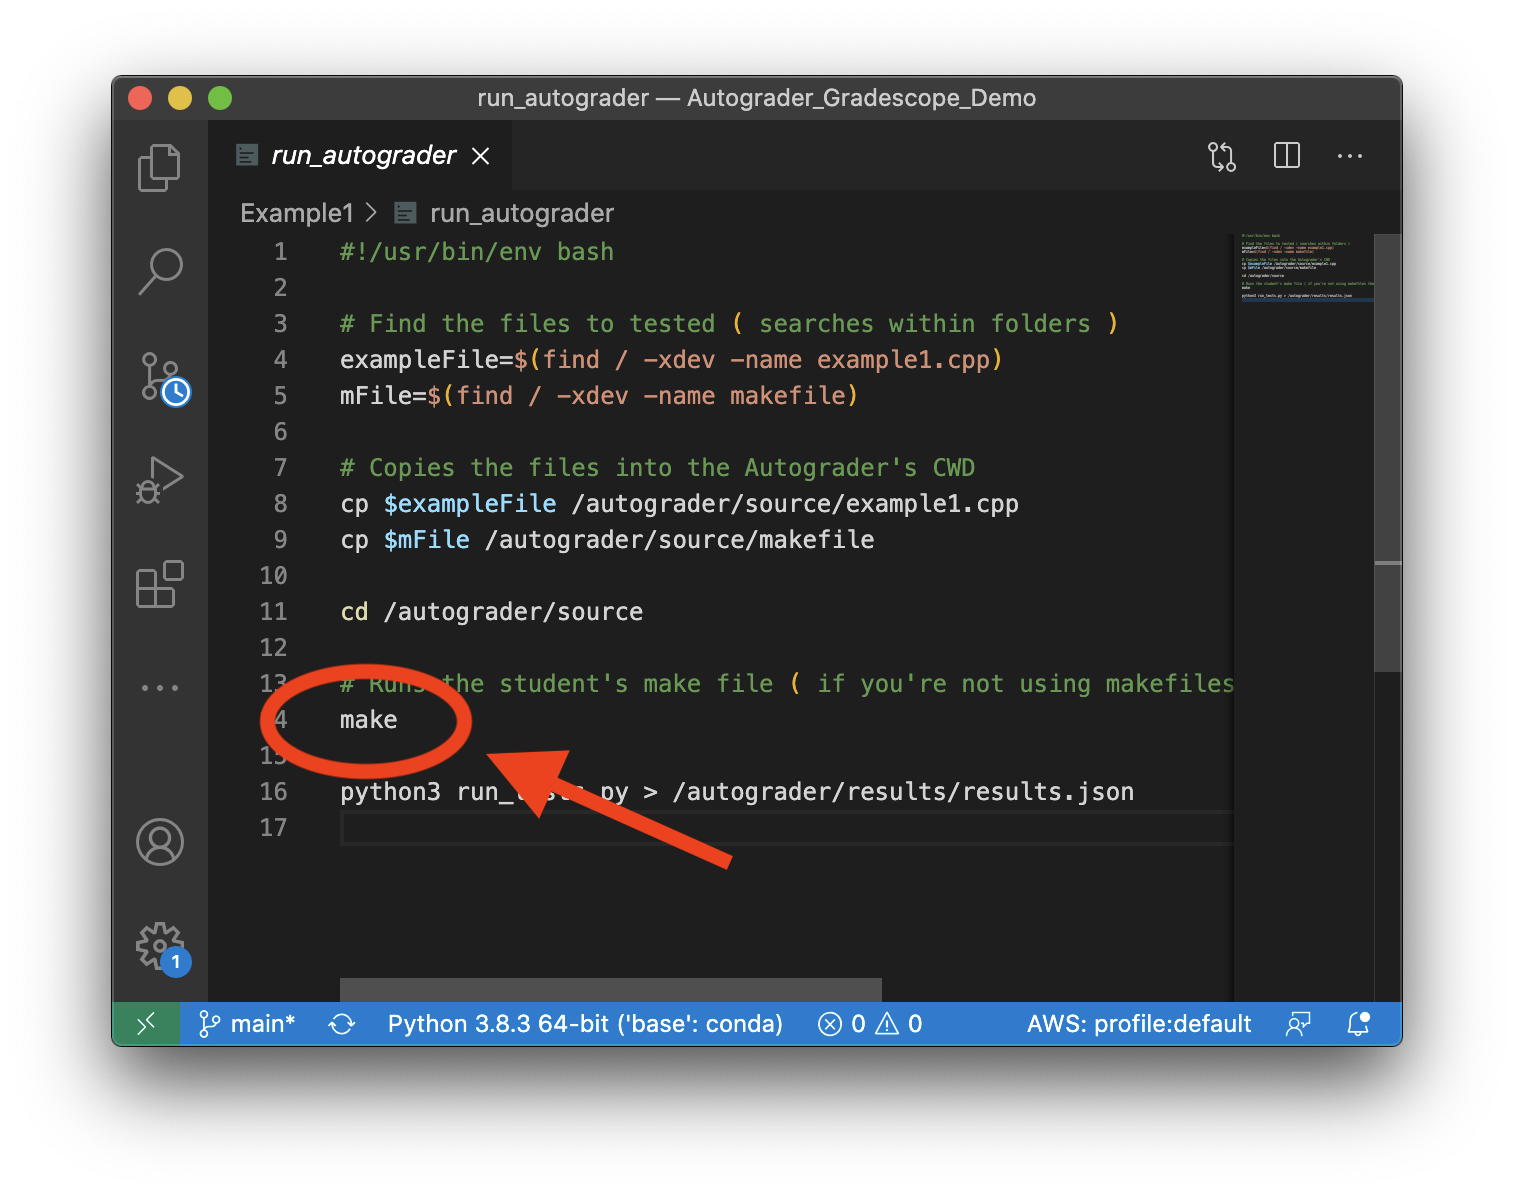 run_autograder — Autograder_Gradescope_Demo
run_autograder
Example1 > run_autograder
1 #!/usr/bin/env bash
2
3 # Find the files to tested ( searches within folders )
4 exampleFile=$(find / -xdev -name example1.cpp)
5 mFile=$(find / -xdev -name makefile)
6
7 # Copies the files into the Autograder's CWD
8 cp $exampleFile /autograder/source/example1.cpp
9 cp $mFile /autograder/source/makefile
10
11 cd /autograder/source
12
13 # Runs the student's make file ( if you're not using makefiles
14 make
15
16 python3 run_tests.py > /autograder/results/results.json
17
1
main* Python 3.8.3 64-bit ('base': conda) 0 0 AWS: profile:default